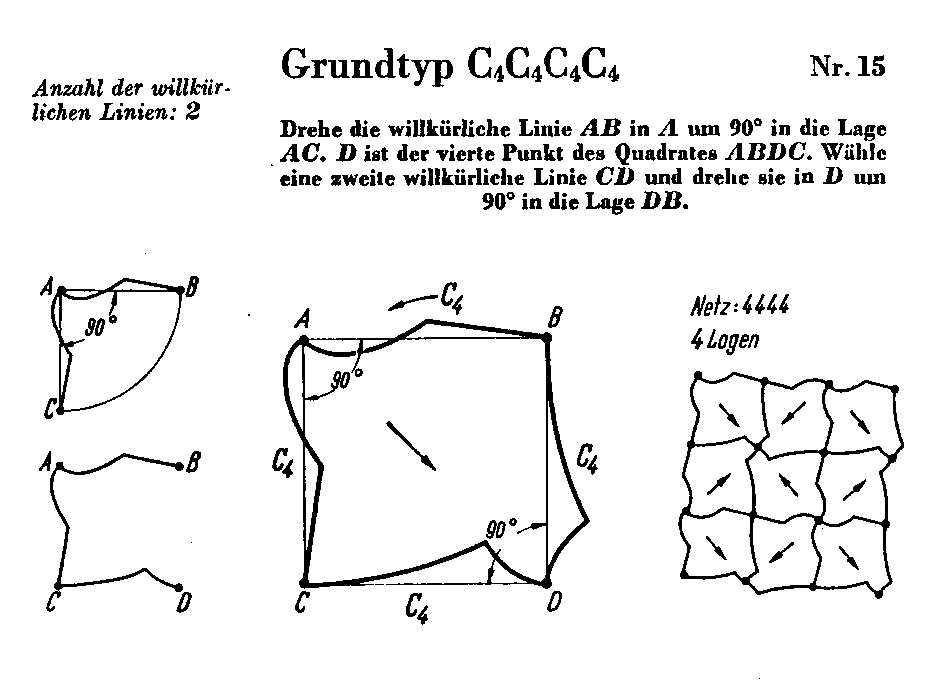 Grundtyp C₄C₄C₄C₄
Nr. 15
Anzahl der willkür-
lichen Linien: 2
Drehe die willkürliche Linie AB in A um 90° in die Lage
AC. D ist der vierte Punkt des Quadrates ABDC. Wähle
eine zweite willkürliche Linie CD und drehe sie in D um
90° in die Lage DB.
A
B
90°
C
A
B
C
D
C₄
A
B
90°
C₄
C₄
90°
C
C₄
D
Netz: 4444
4 Lagen